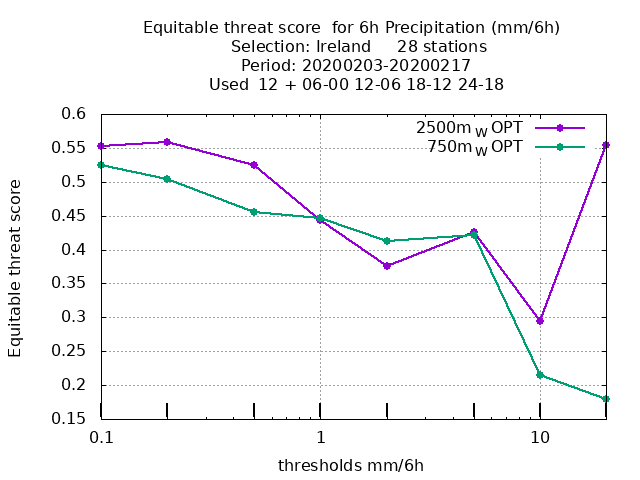 Equitable threat score  for 6h Precipitation (mm/6h)
Selection: Ireland     28 stations
Period: 20200203-20200217
Used  12 + 06-00 12-06 18-12 24-18
2500m W OPT
750m W OPT
Equitable threat score
0.6
0.55
0.5
0.45
0.4
0.35
0.3
0.25
0.2
0.15
0.1 1 10
thresholds mm/6h